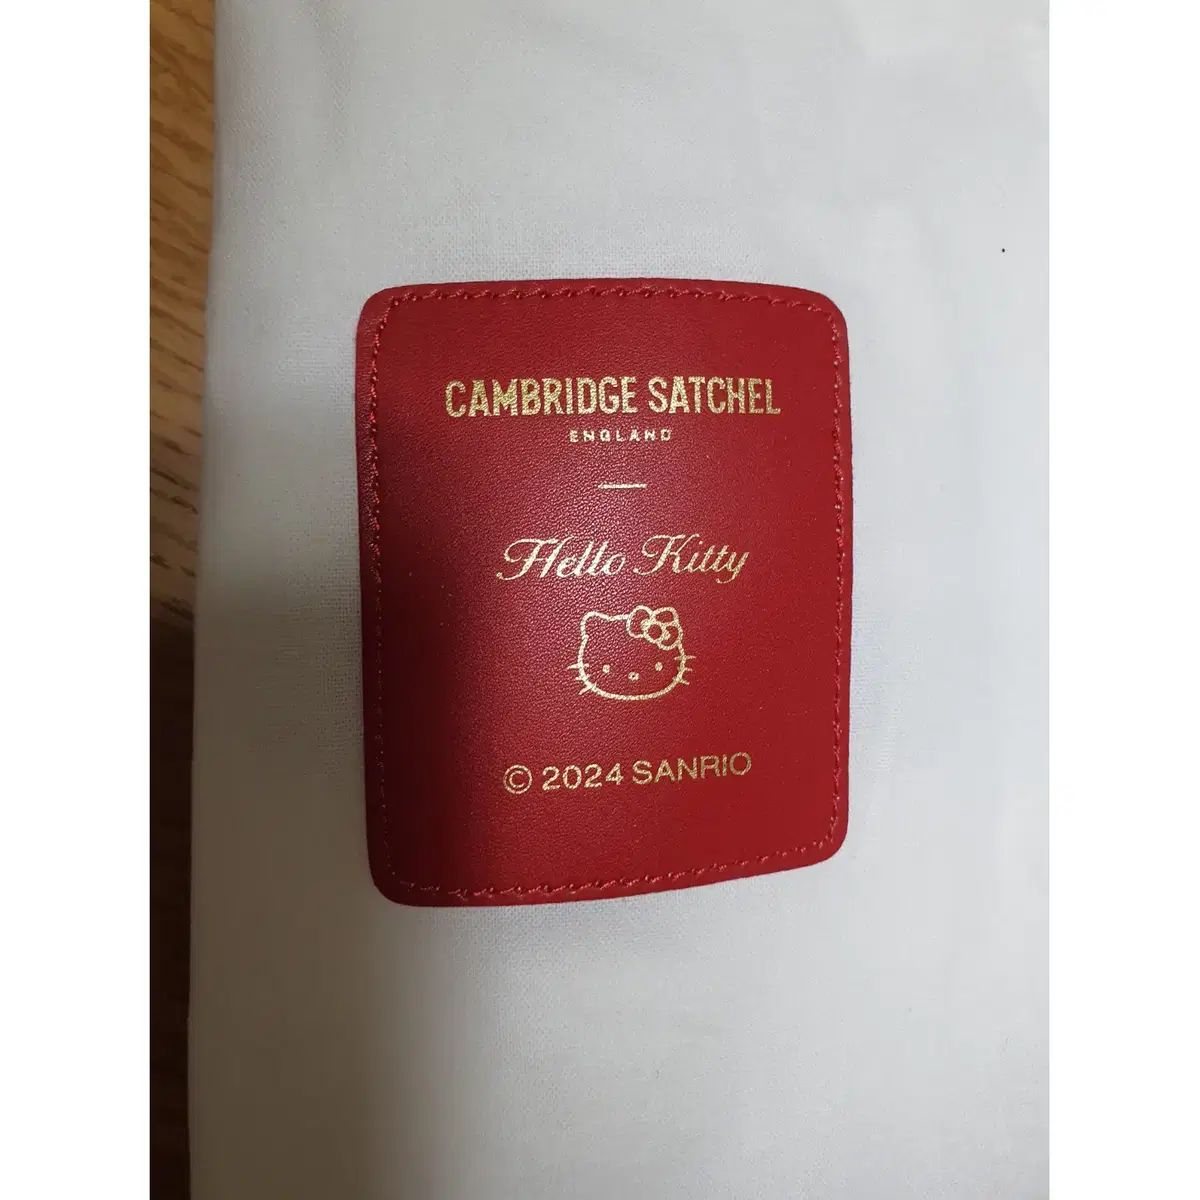 CAMBRIDGE SATCHEL
ENGLAND
Hello Kitty
© 2024 SANRIO